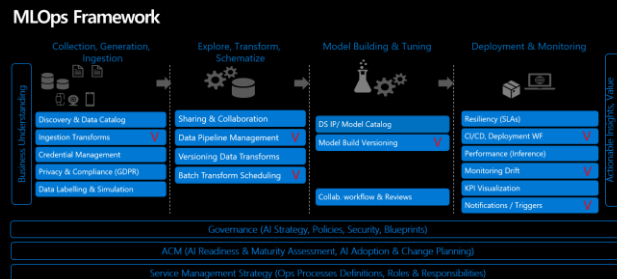 MLOps Framework
Collection, Generation,
Ingestion
Explore, Transform,
Schematize
Model Building & Tuning
Deployment & Monitoring
Business Understanding
Discovery & Data Catalog
Ingestion Transforms V
Credential Management
Privacy & Compliance (GDPR)
Data Labelling & Simulation
Sharing & Collaboration
Data Pipeline Management V
Versioning Data Transforms
Batch Transform Scheduling V
DS IP/ Model Catalog
Model Build Versioning V
Collab. workflow & Reviews
Resiliency (SLAs)
CI/CD, Deployment WF V
Performance (Inference)
Monitoring Drift V
KPI Visualization
Notifications / Triggers V
Actionable Insights, Value
Governance (AI Strategy, Policies, Security, Blueprints)
ACM (AI Readiness & Maturity Assessment, AI Adoption & Change Planning)
Service Management Strategy (Ops Processes Definitions, Roles & Responsibilities)